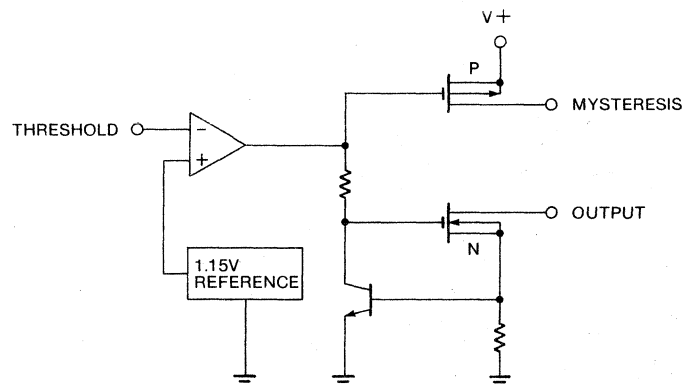 V+
P
MYSTERESIS
THRESHOLD
−
+
OUTPUT
N
1.15V
REFERENCE